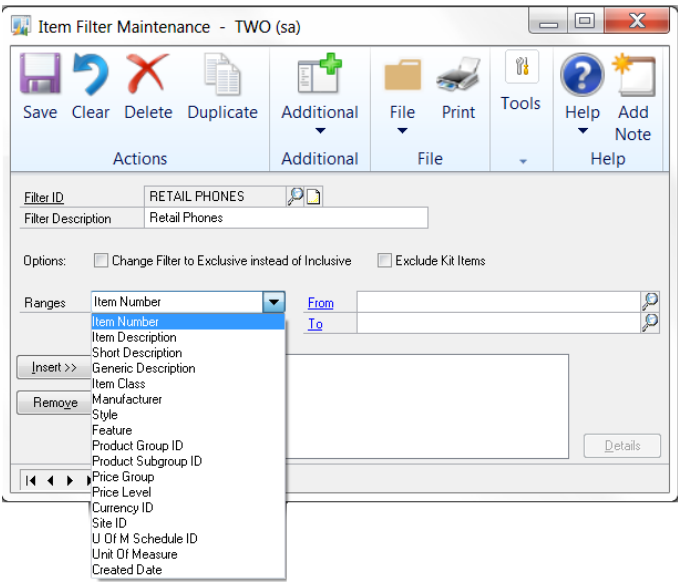 Item Filter Maintenance - TWO (sa)
Save Clear Delete Duplicate Additional File Print Tools Help Add Note
Actions Additional File Help
Filter ID RETAIL PHONES
Filter Description Retail Phones
Options: Change Filter to Exclusive instead of Inclusive Exclude Kit Items
Ranges Item Number From
To
Item Number
Item Description
Short Description
Generic Description
Item Class
Manufacturer
Style
Feature
Product Group ID
Product Subgroup ID
Price Group
Price Level
Currency ID
Site ID
U Of M Schedule ID
Unit Of Measure
Created Date
Insert >>
Remove
Details